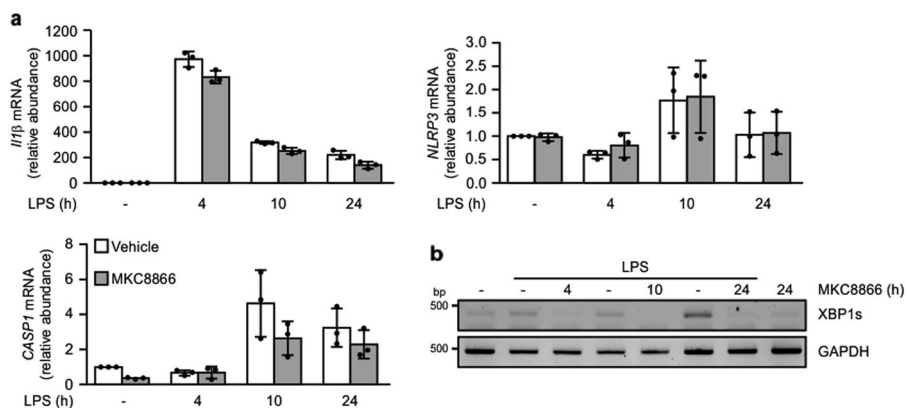 a
Il1β mRNA
(relative abundance)
1200
1000
800
600
400
200
0
LPS (h)
-
4
10
24
NLRP3 mRNA
(relative abundance)
3.0
2.5
2.0
1.5
1.0
0.5
0.0
LPS (h)
-
4
10
24
CASP1 mRNA
(relative abundance)
8
6
4
2
0
Vehicle
MKC8866
LPS (h)
-
4
10
24
b
LPS
bp - - 4 - 10 - 24 24 MKC8866 (h)
500 XBP1s
500 GAPDH